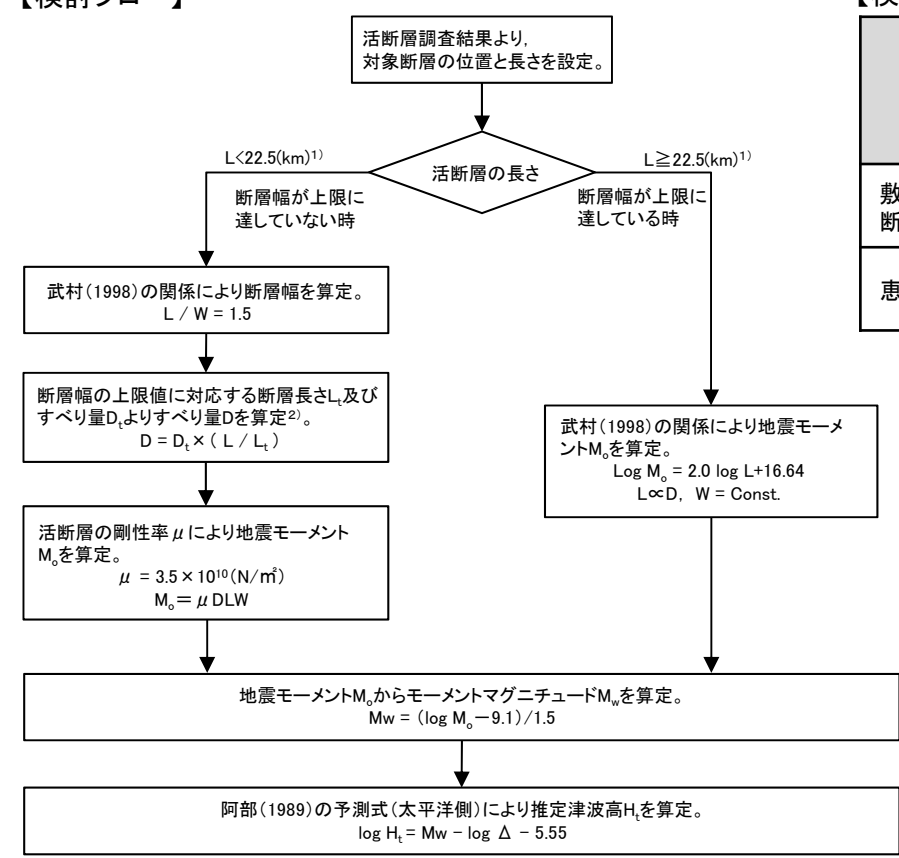 活断層調査結果より,
対象断層の位置と長さを設定。
活断層の長さ
L<22.5(km)1)
断層幅が上限に
達していない時
L≧22.5(km)1)
断層幅が上限に
達している時
武村(1998)の関係により断層幅を算定。
L / W = 1.5
断層幅の上限値に対応する断層長さLt及び
すべり量DtよりすべりDを算定2)。
D = Dt × ( L / Lt )
活断層の剛性率μにより地震モーメント
Moを算定。
μ = 3.5×10¹⁰(N/㎡)
Mo=μDLW
武村(1998)の関係により地震モーメ
ントMoを算定。
Log Mo = 2.0 log L+16.64
L∝D, W = Const.
地震モーメントMoからモーメントマグニチュードMwを算定。
Mw = (log Mo-9.1)/1.5
阿部(1989)の予測式(太平洋側)により推定津波高Htを算定。
log Ht = Mw - log Δ - 5.55
敷
断
恵